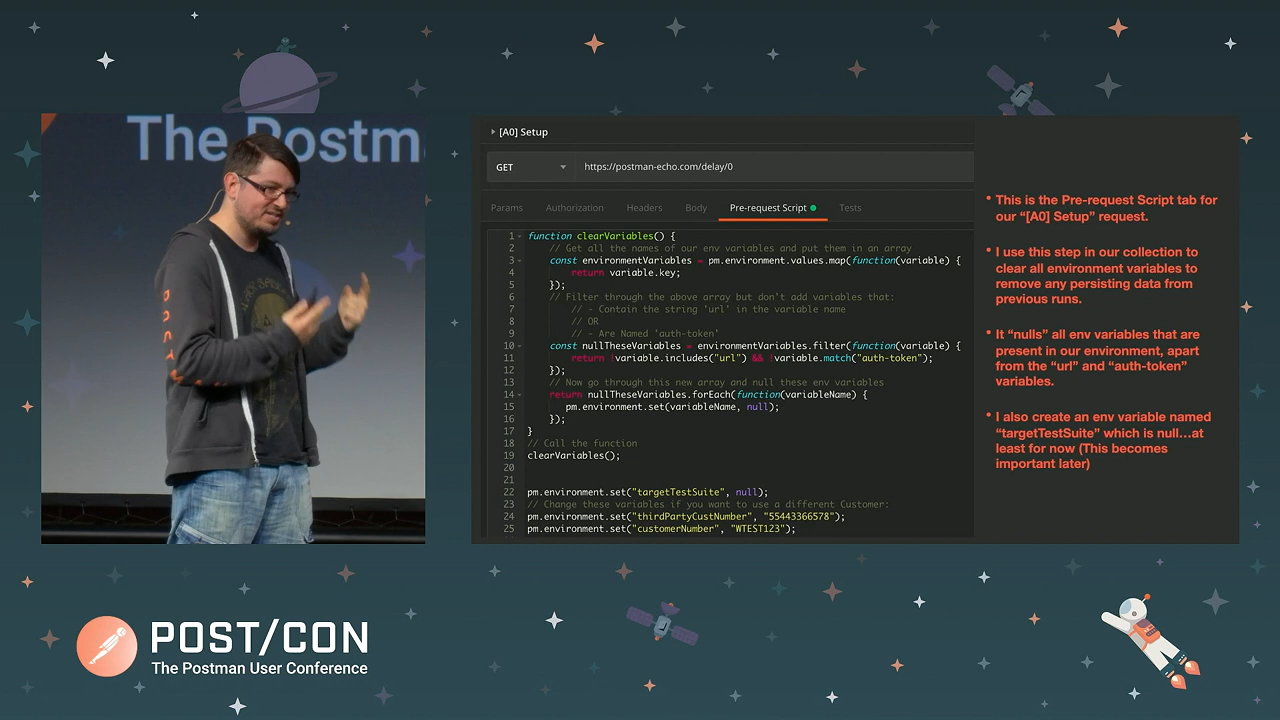 The Postm
POST
[A0] Setup
GET
https://postman-echo.com/delay/0
Params Authorization Headers Body Pre-request Script Tests
1 function clearVariables() {
2 // Get all the names of our env variables and put them in an array
3 const environmentVariables = pm.environment.values.map(function(variable) {
4 return variable.key;
5 });
6 // Filter through the above array but don't add variables that:
7 // - Contain the string 'url' in the variable name
8 // OR
9 // - Are Named 'auth-token'
10 const nullTheseVariables = environmentVariables.filter(function(variable) {
11 return !variable.includes("url") && !variable.match("auth-token");
12 });
13 // Now go through this new array and null these env variables
14 return nullTheseVariables.forEach(function(variableName) {
15 pm.environment.set(variableName, null);
16 });
17 }
18 // Call the function
19 clearVariables();
20
21
22 pm.environment.set("targetTestSuite", null);
23 // Change these variables if you want to use a different Customer:
24 pm.environment.set("thirdPartyCustNumber", "55443366578");
25 pm.environment.set("customerNumber", "WTEST123");
• This is the Pre-request Script tab for
our “[A0] Setup” request.
• I use this step in our collection to
clear all environment variables to
remove any persisting data from
previous runs.
• It “nulls” all env variables that are
present in our environment, apart
from the “url” and “auth-token”
variables.
• I also create an env variable named
“targetTestSuite” which is null...at
least for now (This becomes
important later)
POST/CON
The Postman User Conference